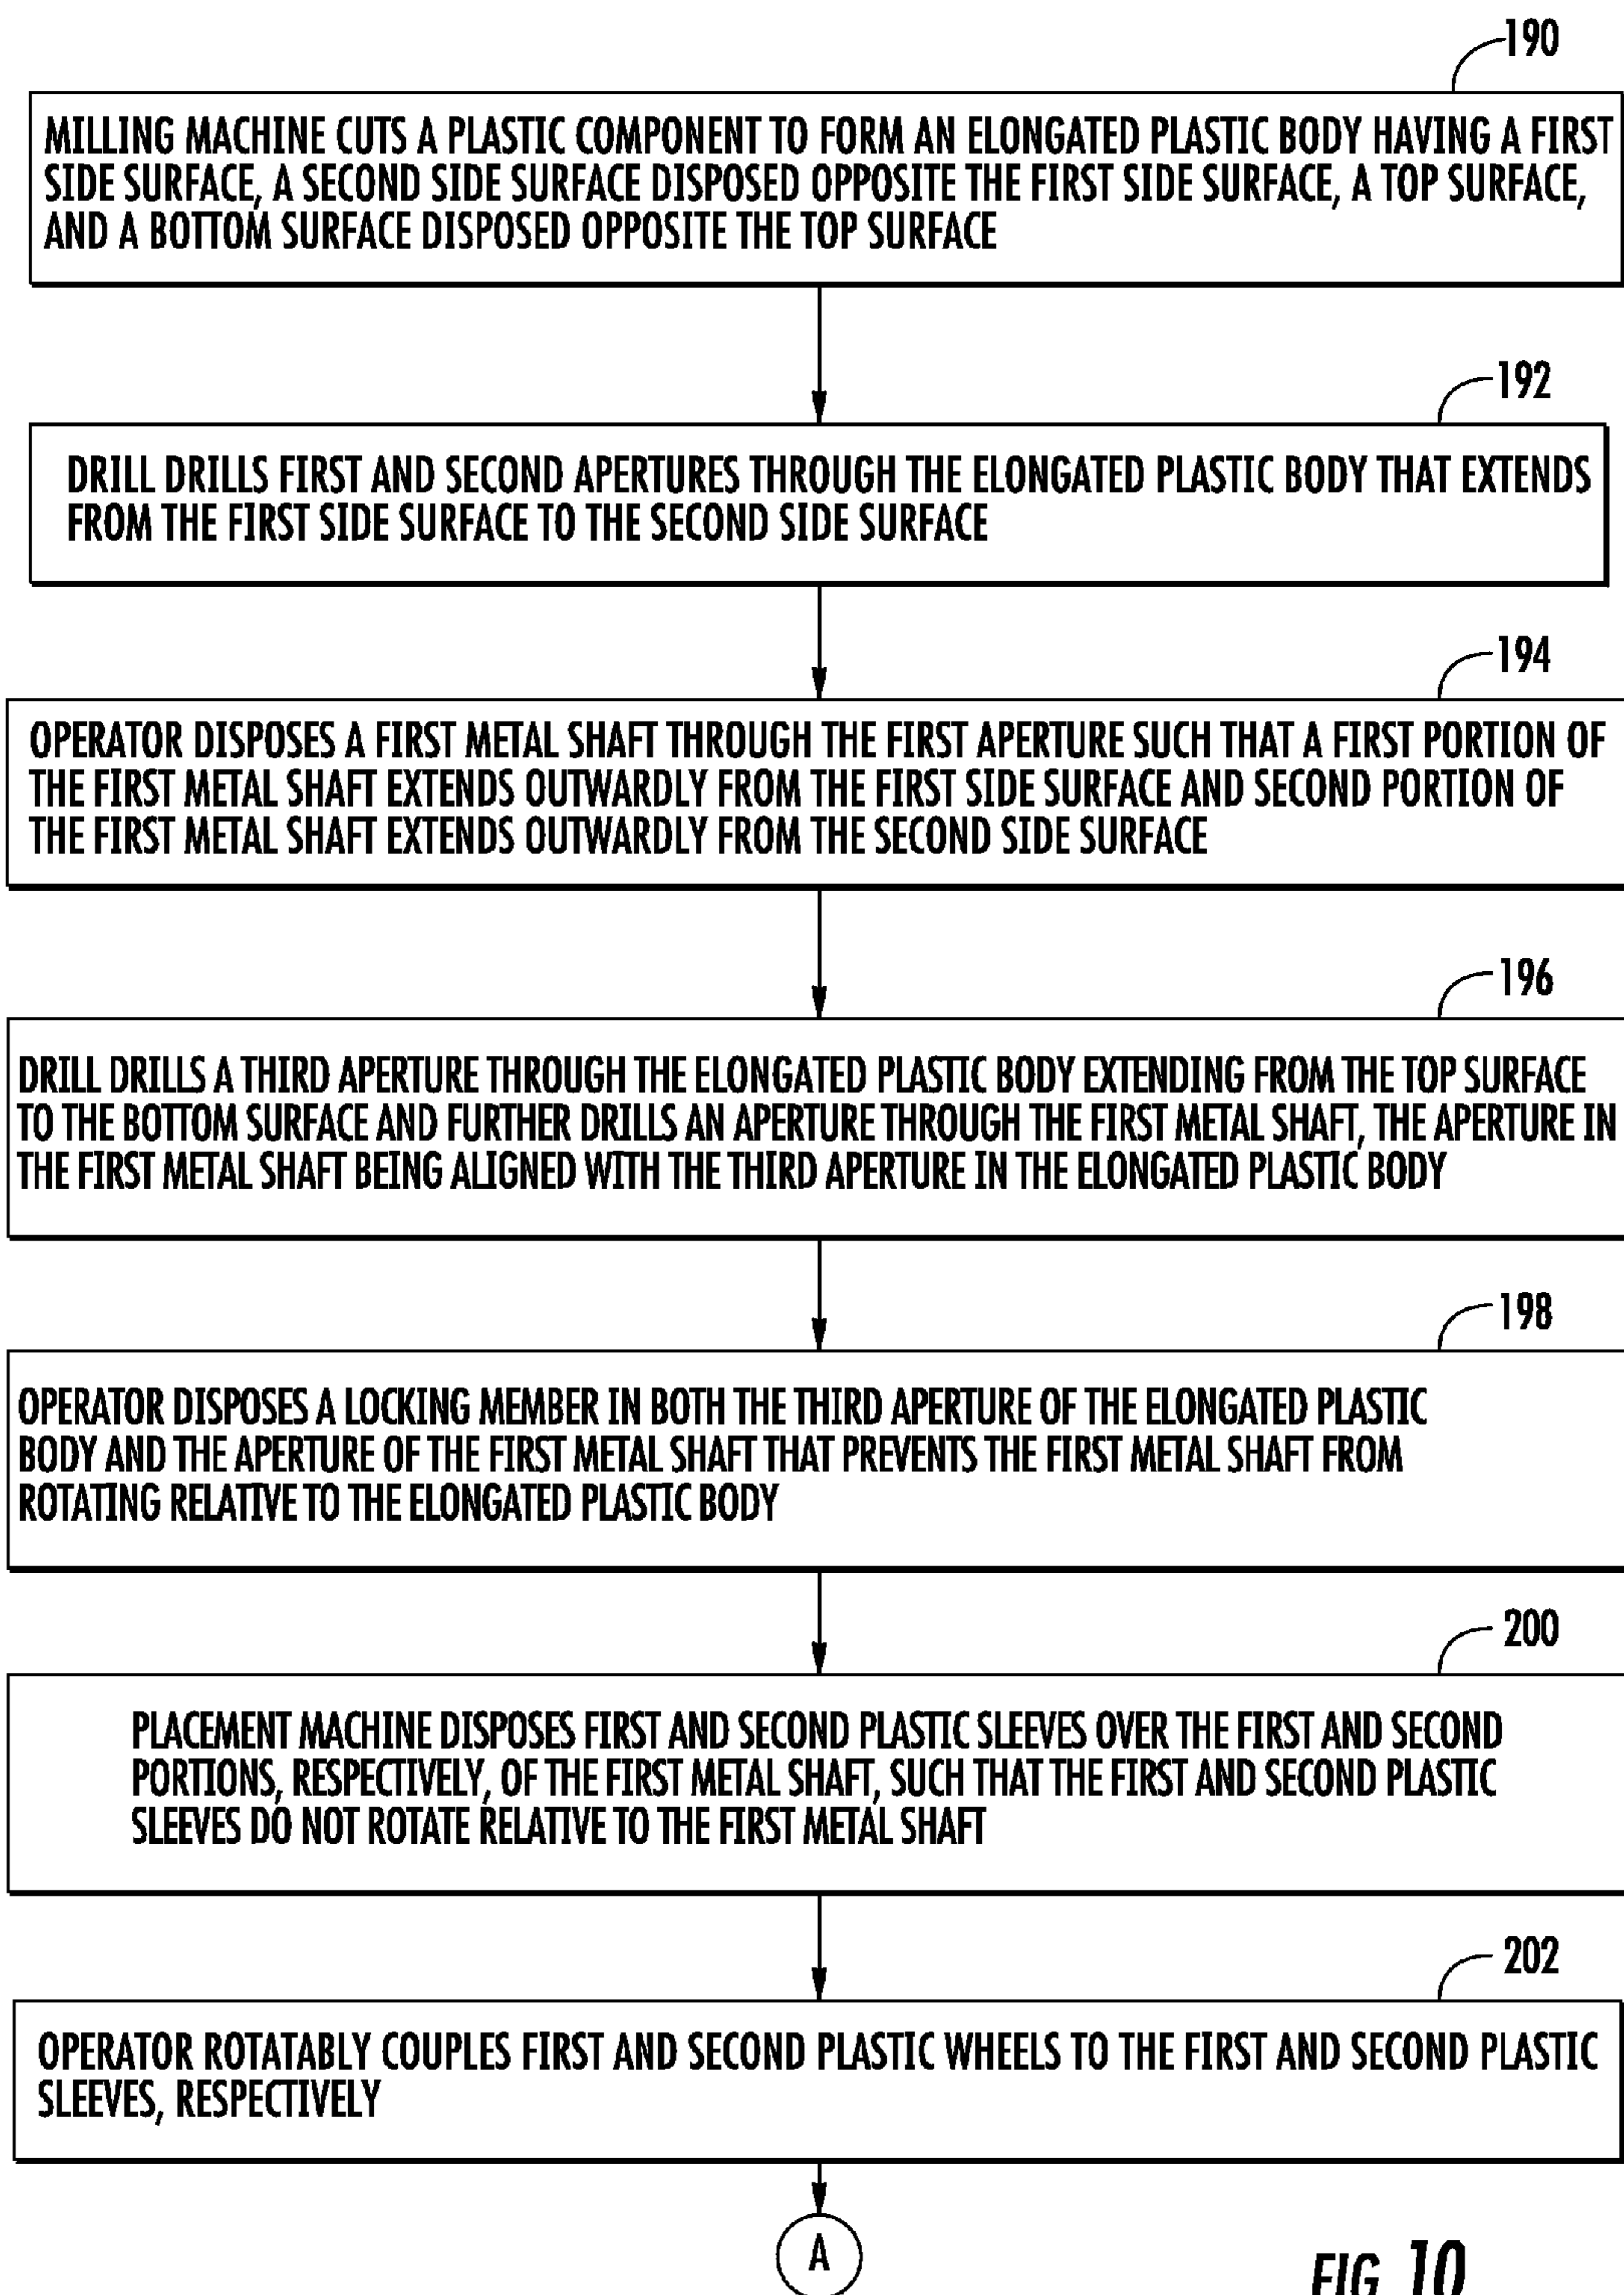 190
MILLING MACHINE CUTS A PLASTIC COMPONENT TO FORM AN ELONGATED PLASTIC BODY HAVING A FIRST
SIDE SURFACE, A SECOND SIDE SURFACE DISPOSED OPPOSITE THE FIRST SIDE SURFACE, A TOP SURFACE,
AND A BOTTOM SURFACE DISPOSED OPPOSITE THE TOP SURFACE
192
DRILL DRILLS FIRST AND SECOND APERTURES THROUGH THE ELONGATED PLASTIC BODY THAT EXTENDS
FROM THE FIRST SIDE SURFACE TO THE SECOND SIDE SURFACE
194
OPERATOR DISPOSES A FIRST METAL SHAFT THROUGH THE FIRST APERTURE SUCH THAT A FIRST PORTION OF
THE FIRST METAL SHAFT EXTENDS OUTWARDLY FROM THE FIRST SIDE SURFACE AND SECOND PORTION OF
THE FIRST METAL SHAFT EXTENDS OUTWARDLY FROM THE SECOND SIDE SURFACE
196
DRILL DRILLS A THIRD APERTURE THROUGH THE ELONGATED PLASTIC BODY EXTENDING FROM THE TOP SURFACE
TO THE BOTTOM SURFACE AND FURTHER DRILLS AN APERTURE THROUGH THE FIRST METAL SHAFT, THE APERTURE IN
THE FIRST METAL SHAFT BEING ALIGNED WITH THE THIRD APERTURE IN THE ELONGATED PLASTIC BODY
198
OPERATOR DISPOSES A LOCKING MEMBER IN BOTH THE THIRD APERTURE OF THE ELONGATED PLASTIC
BODY AND THE APERTURE OF THE FIRST METAL SHAFT THAT PREVENTS THE FIRST METAL SHAFT FROM
ROTATING RELATIVE TO THE ELONGATED PLASTIC BODY
200
PLACEMENT MACHINE DISPOSES FIRST AND SECOND PLASTIC SLEEVES OVER THE FIRST AND SECOND
PORTIONS, RESPECTIVELY, OF THE FIRST METAL SHAFT, SUCH THAT THE FIRST AND SECOND PLASTIC
SLEEVES DO NOT ROTATE RELATIVE TO THE FIRST METAL SHAFT
202
OPERATOR ROTATABLY COUPLES FIRST AND SECOND PLASTIC WHEELS TO THE FIRST AND SECOND PLASTIC
SLEEVES, RESPECTIVELY
A
FIG. 10